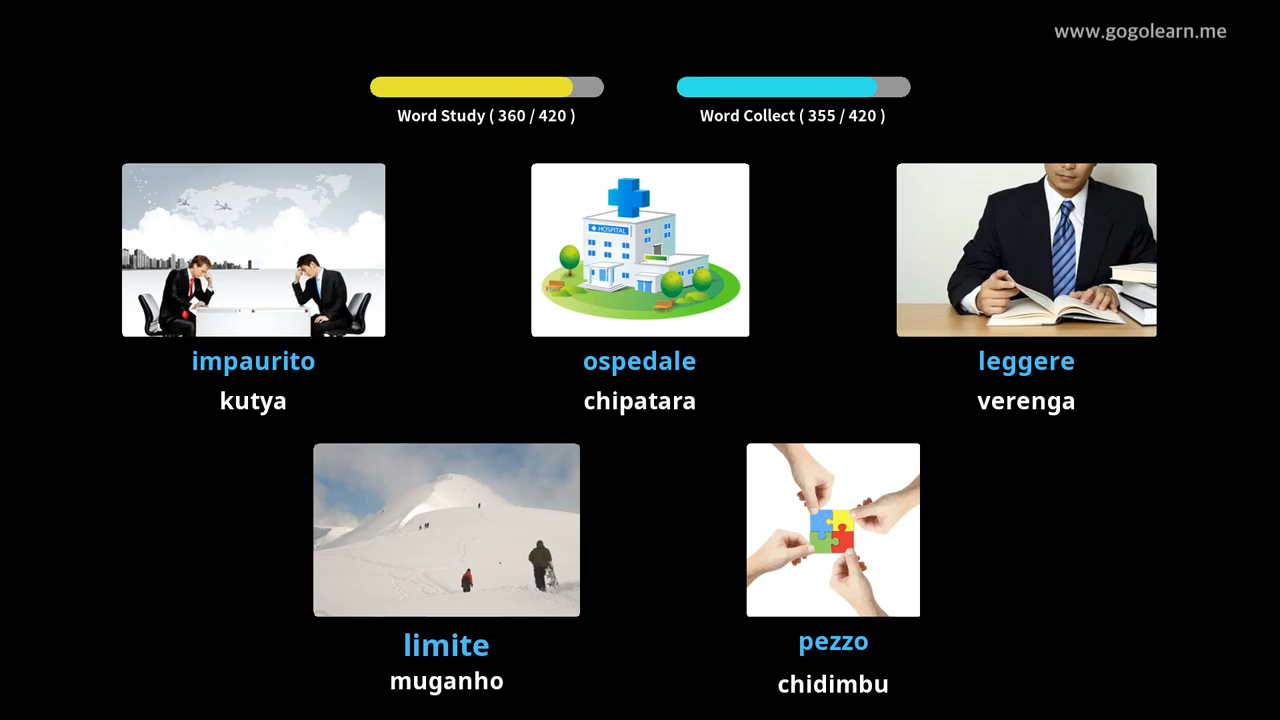 www.gogolearn.me
Word Study ( 360 / 420 )
Word Collect ( 355 / 420 )
HOSPITAL
impaurito
kutya
ospedale
chipatara
leggere
verenga
limite
muganho
pezzo
chidimbu